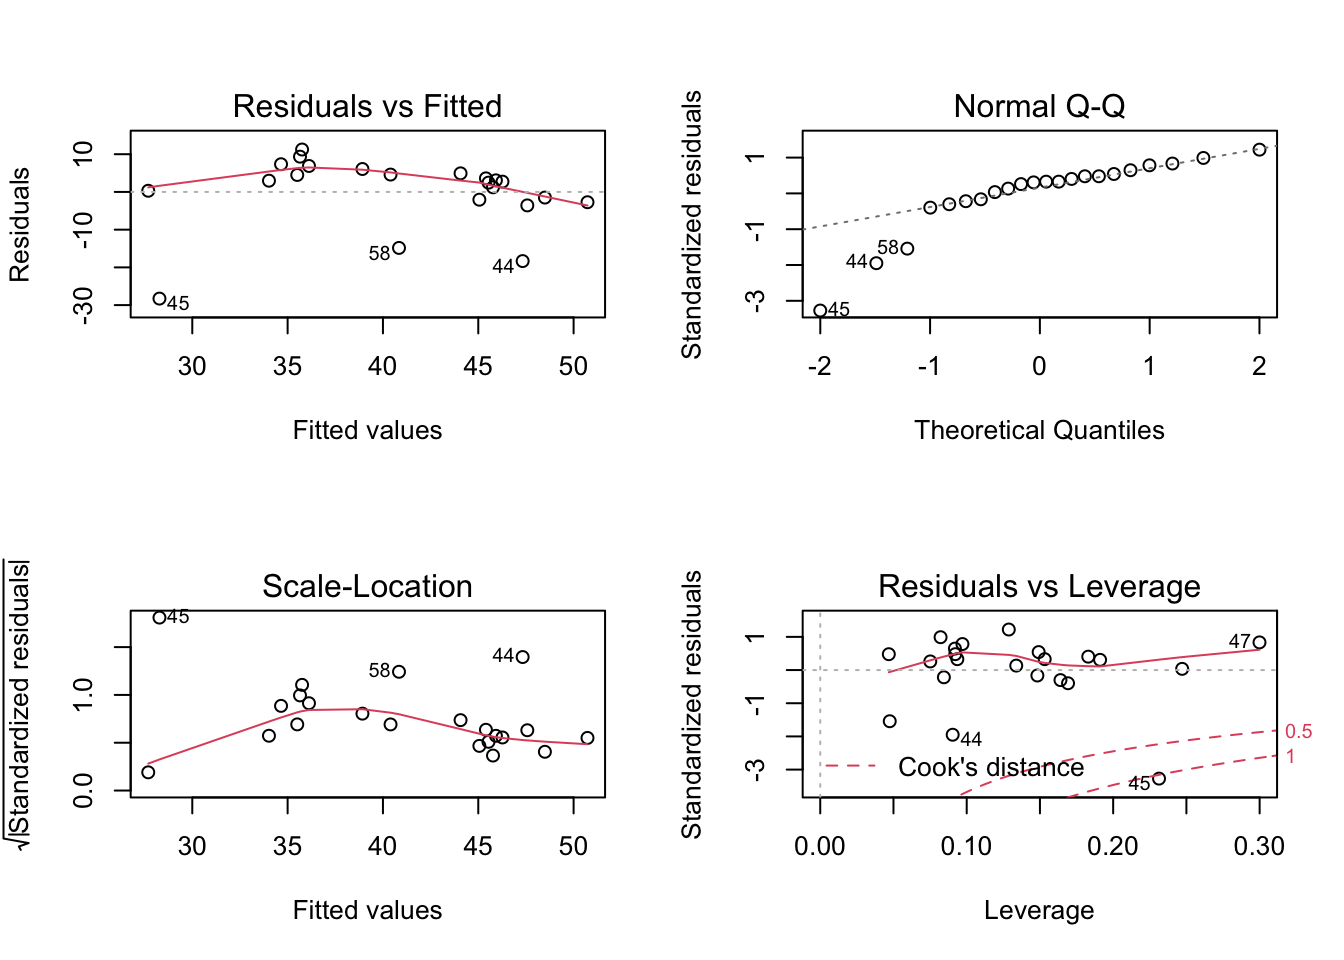 Residuals vs Fitted
Residuals
10
-10
-30
58
44
45
30 35 40 45 50
Fitted values
Normal Q-Q
Standardized residuals
1
-1
-3
58
44
45
-2 -1 0 1 2
Theoretical Quantiles
Scale-Location
√|Standardized residuals|
1.0
0.0
45
58
44
30 35 40 45 50
Fitted values
Residuals vs Leverage
Standardized residuals
1
-1
-3
47
44
45
0.5
1
Cook's distance
0.00 0.10 0.20 0.30
Leverage